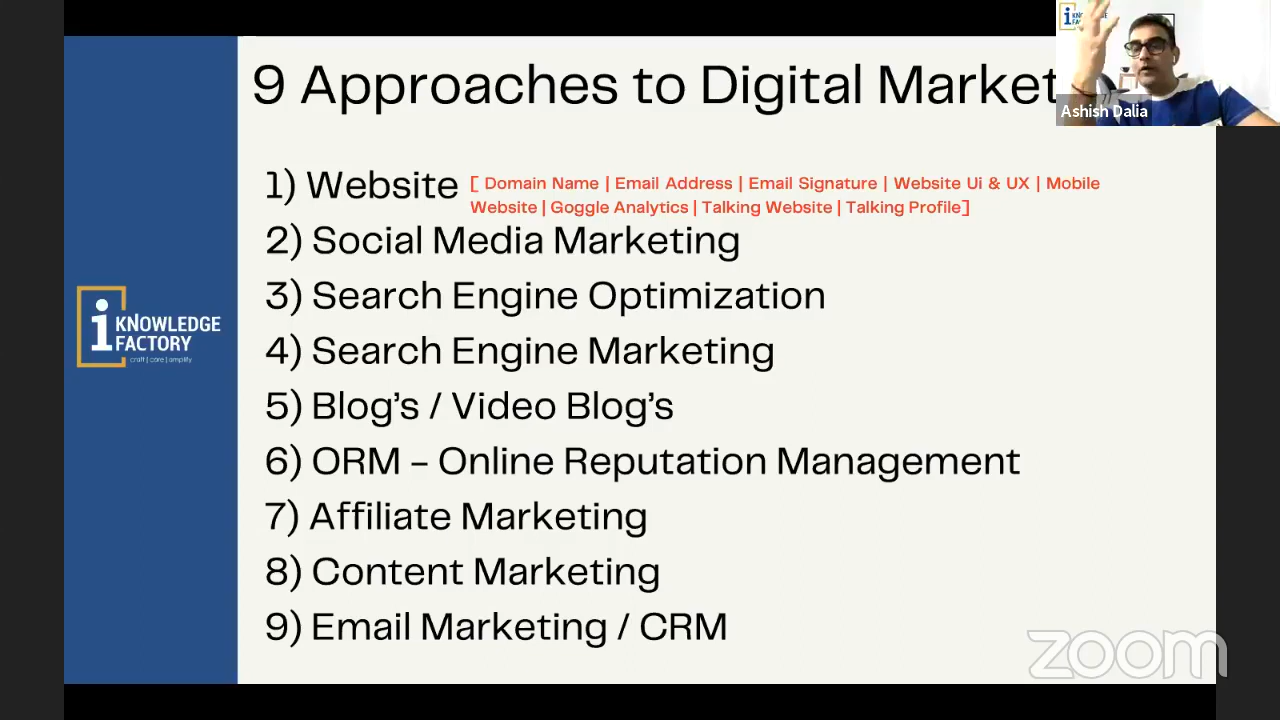 9 Approaches to Digital Market
Ashish Dalia
1) Website [ Domain Name | Email Address | Email Signature | Website Ui & UX | Mobile
Website | Goggle Analytics | Talking Website | Talking Profile]
2) Social Media Marketing
3) Search Engine Optimization
4) Search Engine Marketing
5) Blog's / Video Blog's
6) ORM – Online Reputation Management
7) Affiliate Marketing
8) Content Marketing
9) Email Marketing / CRM
i KNOWLEDGE
FACTORY
craft | core | amplify
zoom